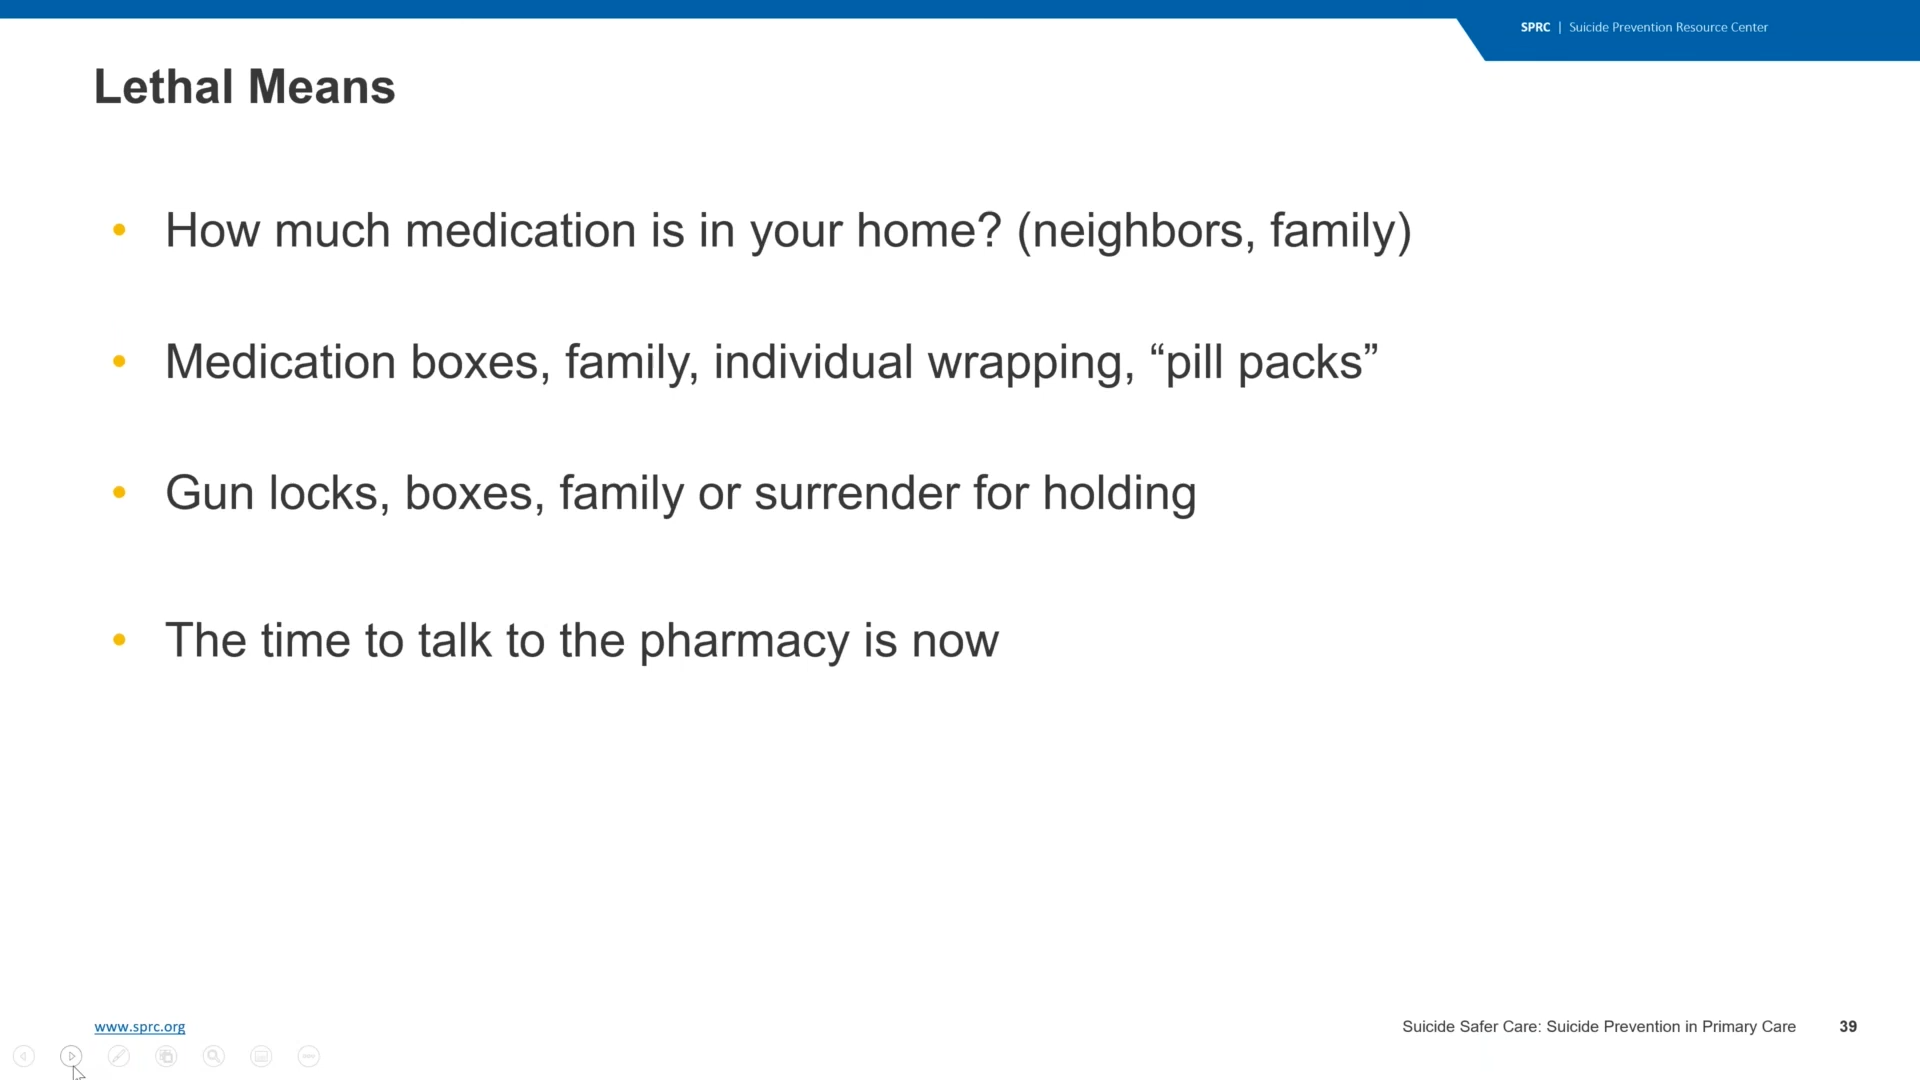 SPRC | Suicide Prevention Resource Center
Lethal Means
• How much medication is in your home? (neighbors, family)
• Medication boxes, family, individual wrapping, “pill packs”
• Gun locks, boxes, family or surrender for holding
• The time to talk to the pharmacy is now
www.sprc.org
Suicide Safer Care: Suicide Prevention in Primary Care 39